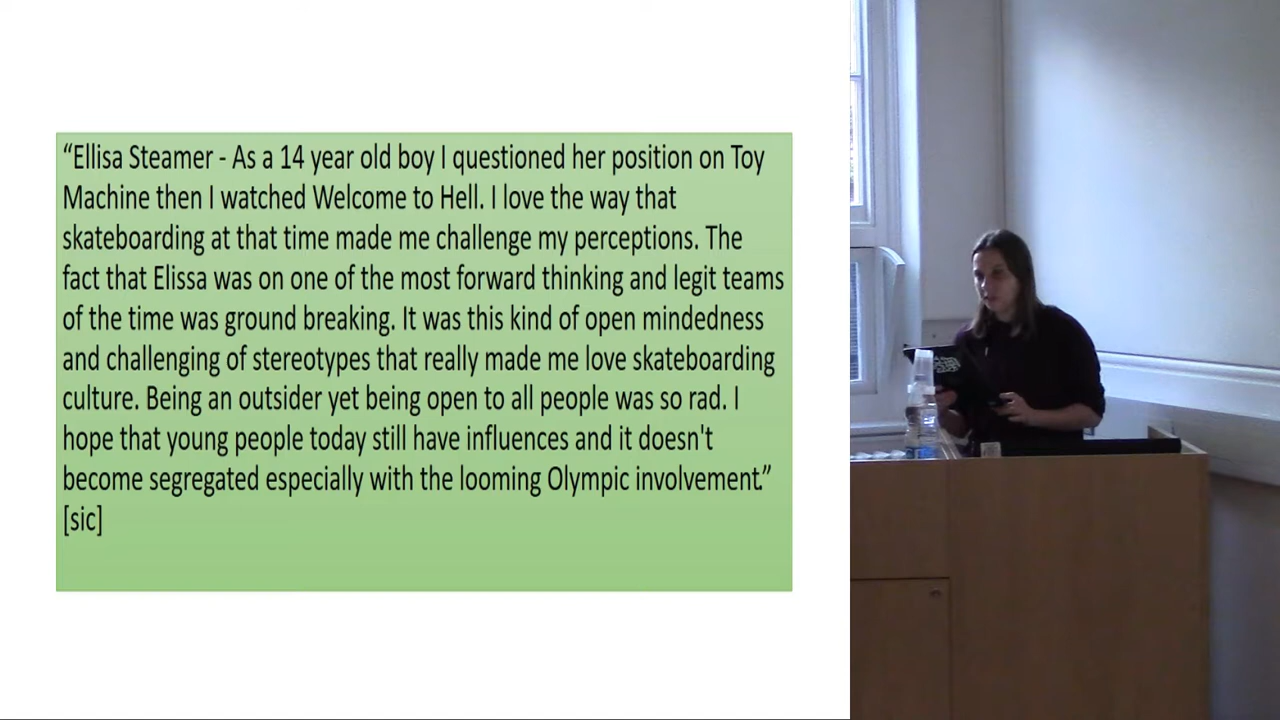 “Ellisa Steamer - As a 14 year old boy I questioned her position on Toy
Machine then I watched Welcome to Hell. I love the way that
skateboarding at that time made me challenge my perceptions. The
fact that Elissa was on one of the most forward thinking and legit teams
of the time was ground breaking. It was this kind of open mindedness
and challenging of stereotypes that really made me love skateboarding
culture. Being an outsider yet being open to all people was so rad. I
hope that young people today still have influences and it doesn't
become segregated especially with the looming Olympic involvement.”
[sic]